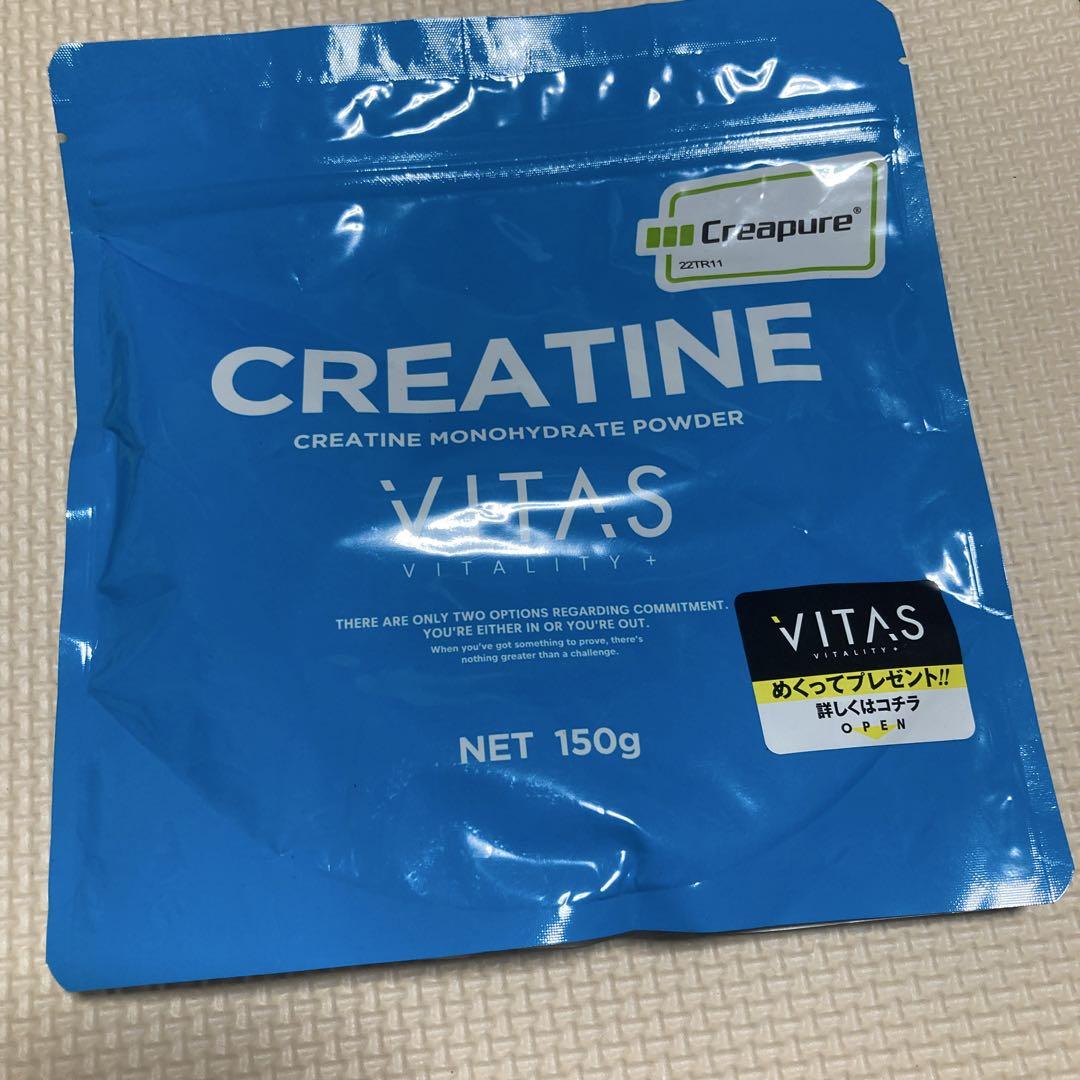 Creapure®
22TR11
CREATINE
CREATINE MONOHYDRATE POWDER
VITAS
VITALITY+
THERE ARE ONLY TWO OPTIONS REGARDING COMMITMENT.
YOU'RE EITHER IN OR YOU'RE OUT.
When you've got something to prove, there's
nothing greater than a challenge.
VITAS
VITALITY+
めくってプレゼント!!
詳しくはコチラ
OPEN
NET 150g